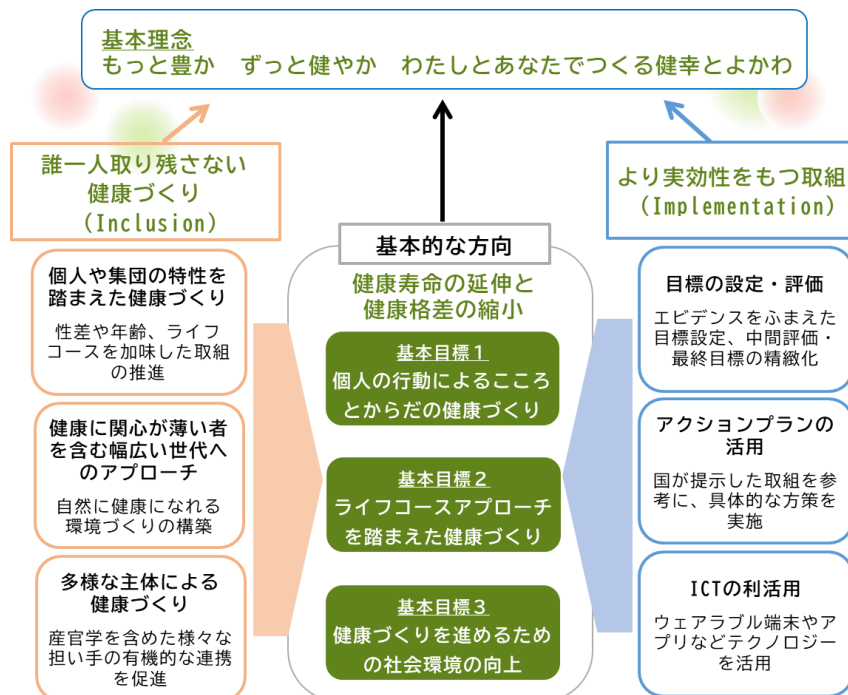 基本理念
もっと豊か　ずっと健やか　わたしとあなたでつくる健幸とよかわ
誰一人取り残さない
健康づくり
（Inclusion）
個人や集団の特性を
踏まえた健康づくり
性差や年齢、ライフ
コースを加味した取組
の推進
健康に関心が薄い者
を含む幅広い世代へ
のアプローチ
自然に健康になれる
環境づくりの構築
多様な主体による
健康づくり
産官学を含めた様々な
担い手の有機的な連携
を促進
基本的な方向
健康寿命の延伸と
健康格差の縮小
基本目標１
個人の行動によるこころ
とからだの健康づくり
基本目標２
ライフコースアプローチ
を踏まえた健康づくり
基本目標３
健康づくりを進めるため
の社会環境の向上
より実効性をもつ取組
（Implementation）
目標の設定・評価
エビデンスをふまえた
目標設定、中間評価・
最終目標の精緻化
アクションプランの
活用
国が提示した取組を参
考に、具体的な方策を
実施
ICTの利活用
ウェアラブル端末やア
プリなどテクノロジー
を活用